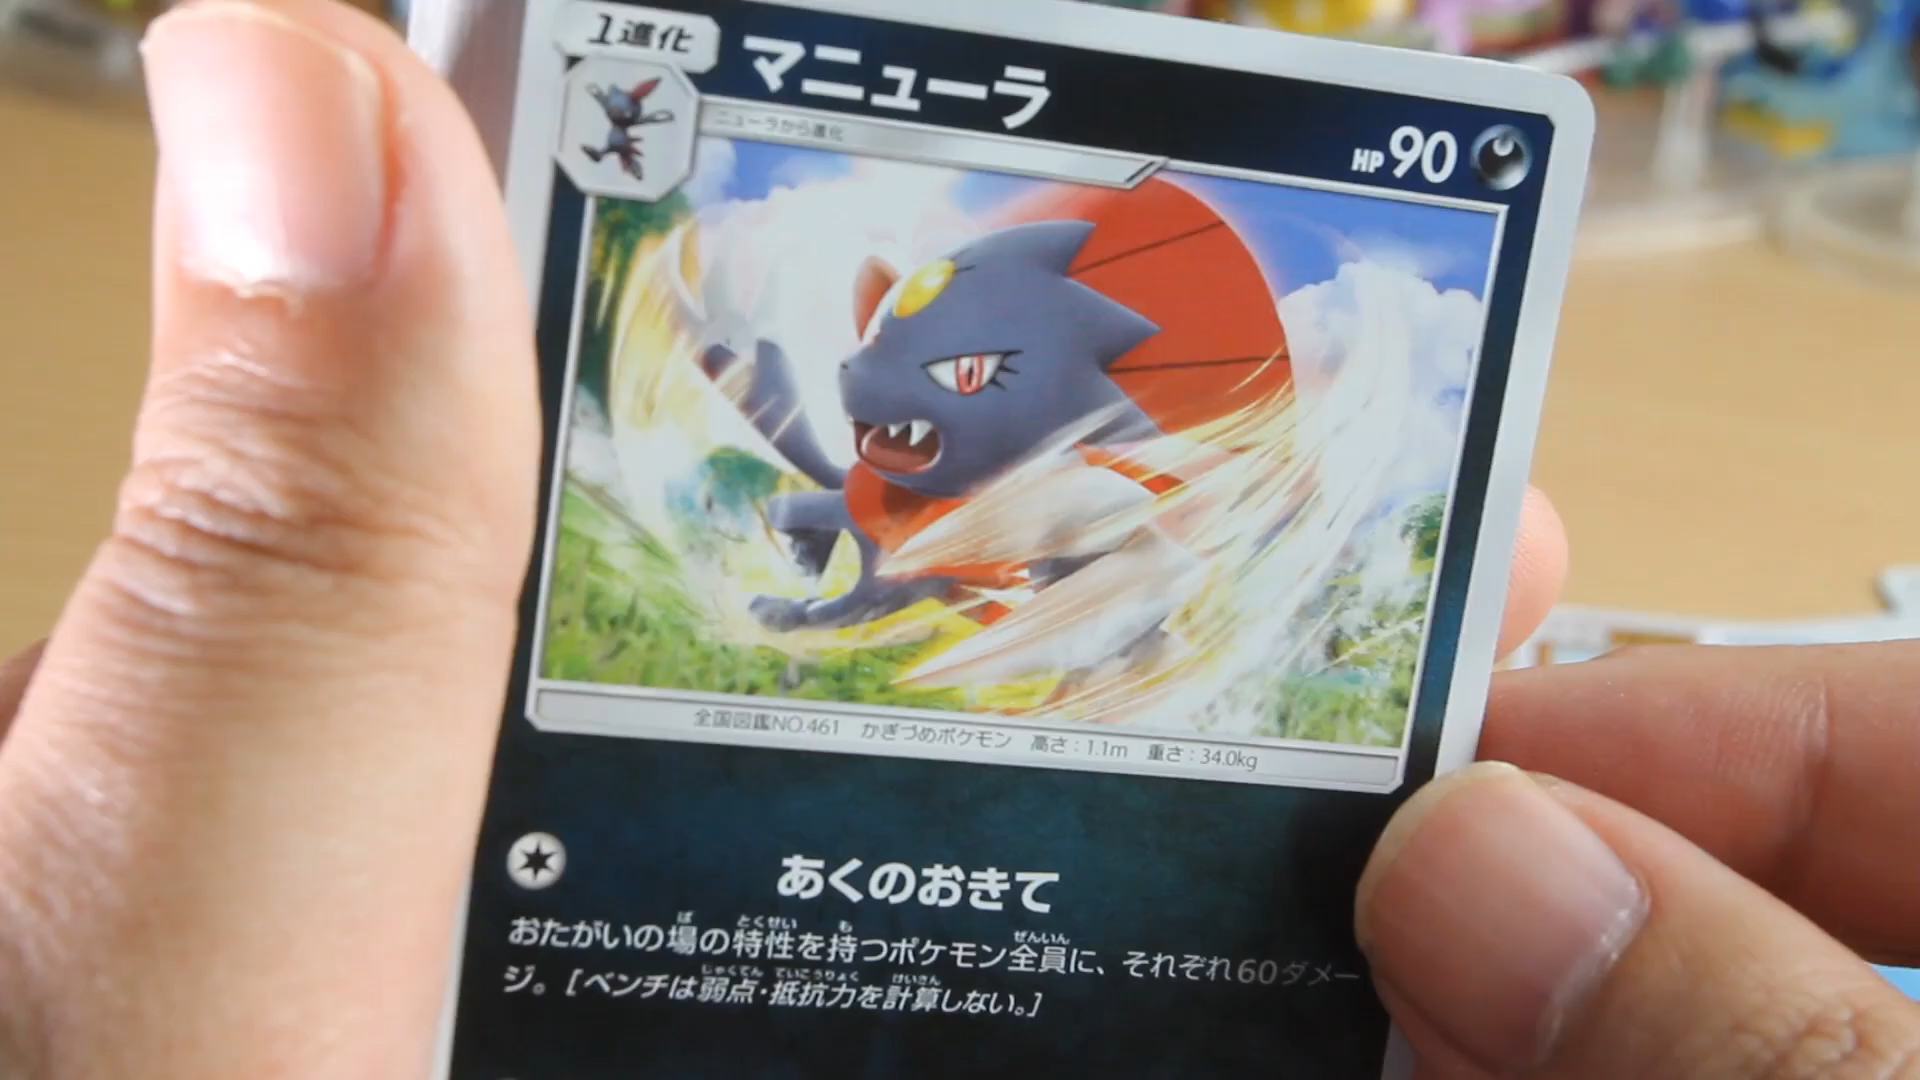 1進化
マニューラ
ニューラから進化
HP90
全国図鑑NO.461 かぎづめポケモン 高さ:1.1m 重さ:34.0kg
あくのおきて
おたがいの場の特性を持つポケモン全員に、それぞれ60ダメー
ジ。[ベンチは弱点・抵抗力を計算しない。]